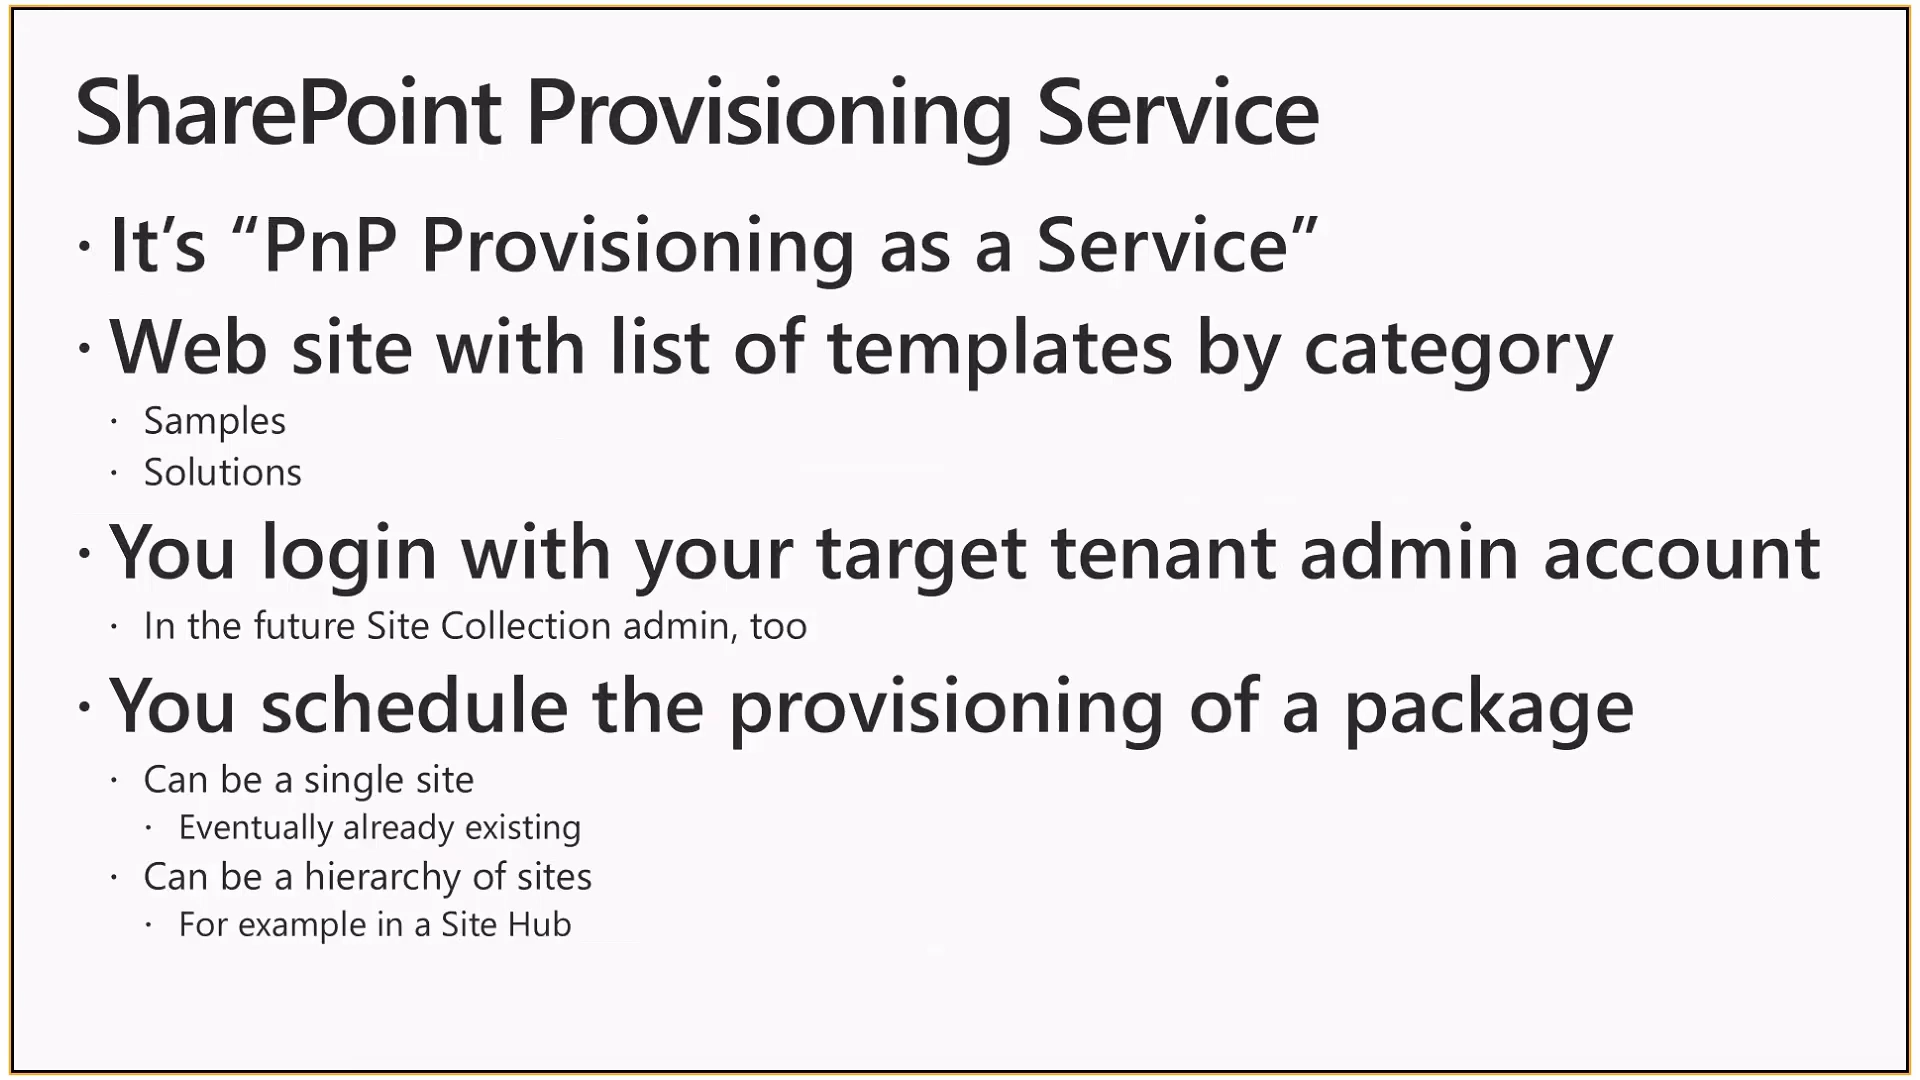 SharePoint Provisioning Service
· It’s “PnP Provisioning as a Service”
· Web site with list of templates by category
· Samples
· Solutions
· You login with your target tenant admin account
· In the future Site Collection admin, too
· You schedule the provisioning of a package
· Can be a single site
· Eventually already existing
· Can be a hierarchy of sites
· For example in a Site Hub